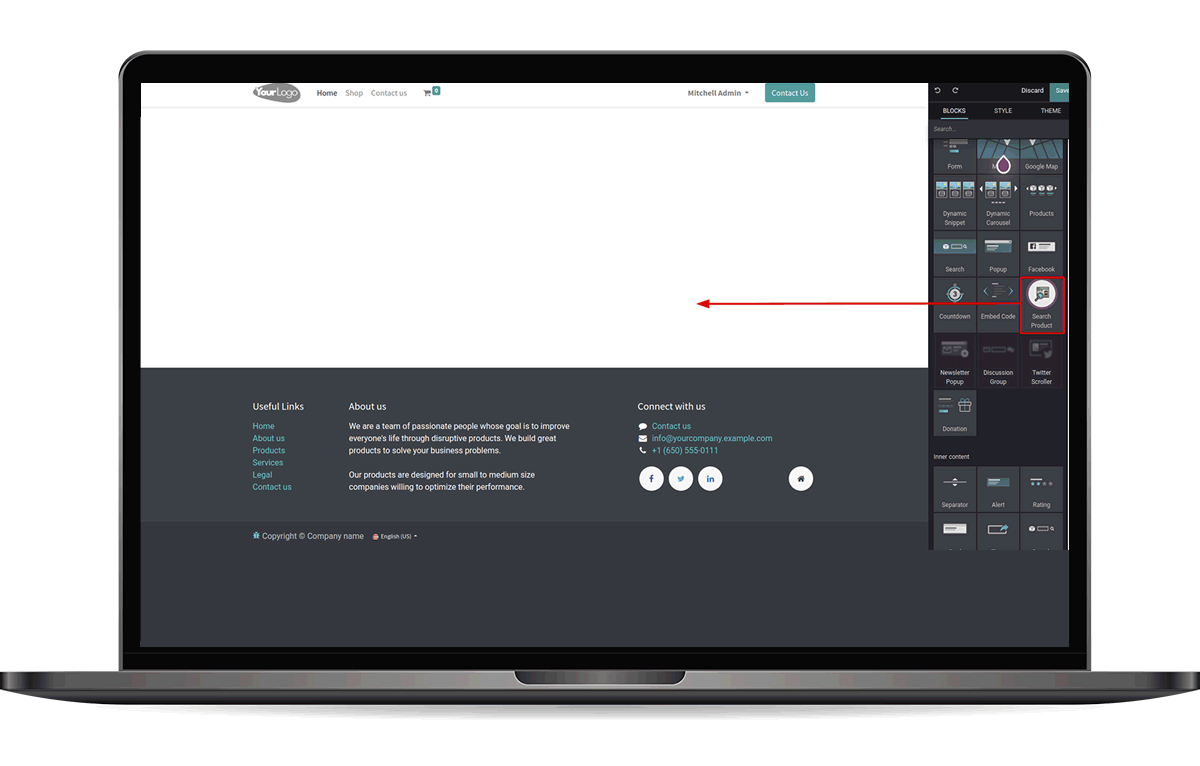 YourLogo
Home Shop Contact us 0 Mitchell Admin Contact Us
Discard Save
BLOCKS STYLE THEME
Search...
Form Google Map
Dynamic Snippet
Dynamic Carousel
Products
Search Popup Facebook
Countdown Embed Code
Search Product
Newsletter Popup
Discussion Group
Twitter Scroller
Donation
Inner content
Separator Alert Rating
Useful Links
Home
About us
Products
Services
Legal
Contact us
About us
We are a team of passionate people whose goal is to improve
everyone's life through disruptive products. We build great
products to solve your business problems.
Our products are designed for small to medium size
companies willing to optimize their performance.
Connect with us
Contact us
info@yourcompany.example.com
+1 (650) 555-0111
Copyright © Company name English (US)